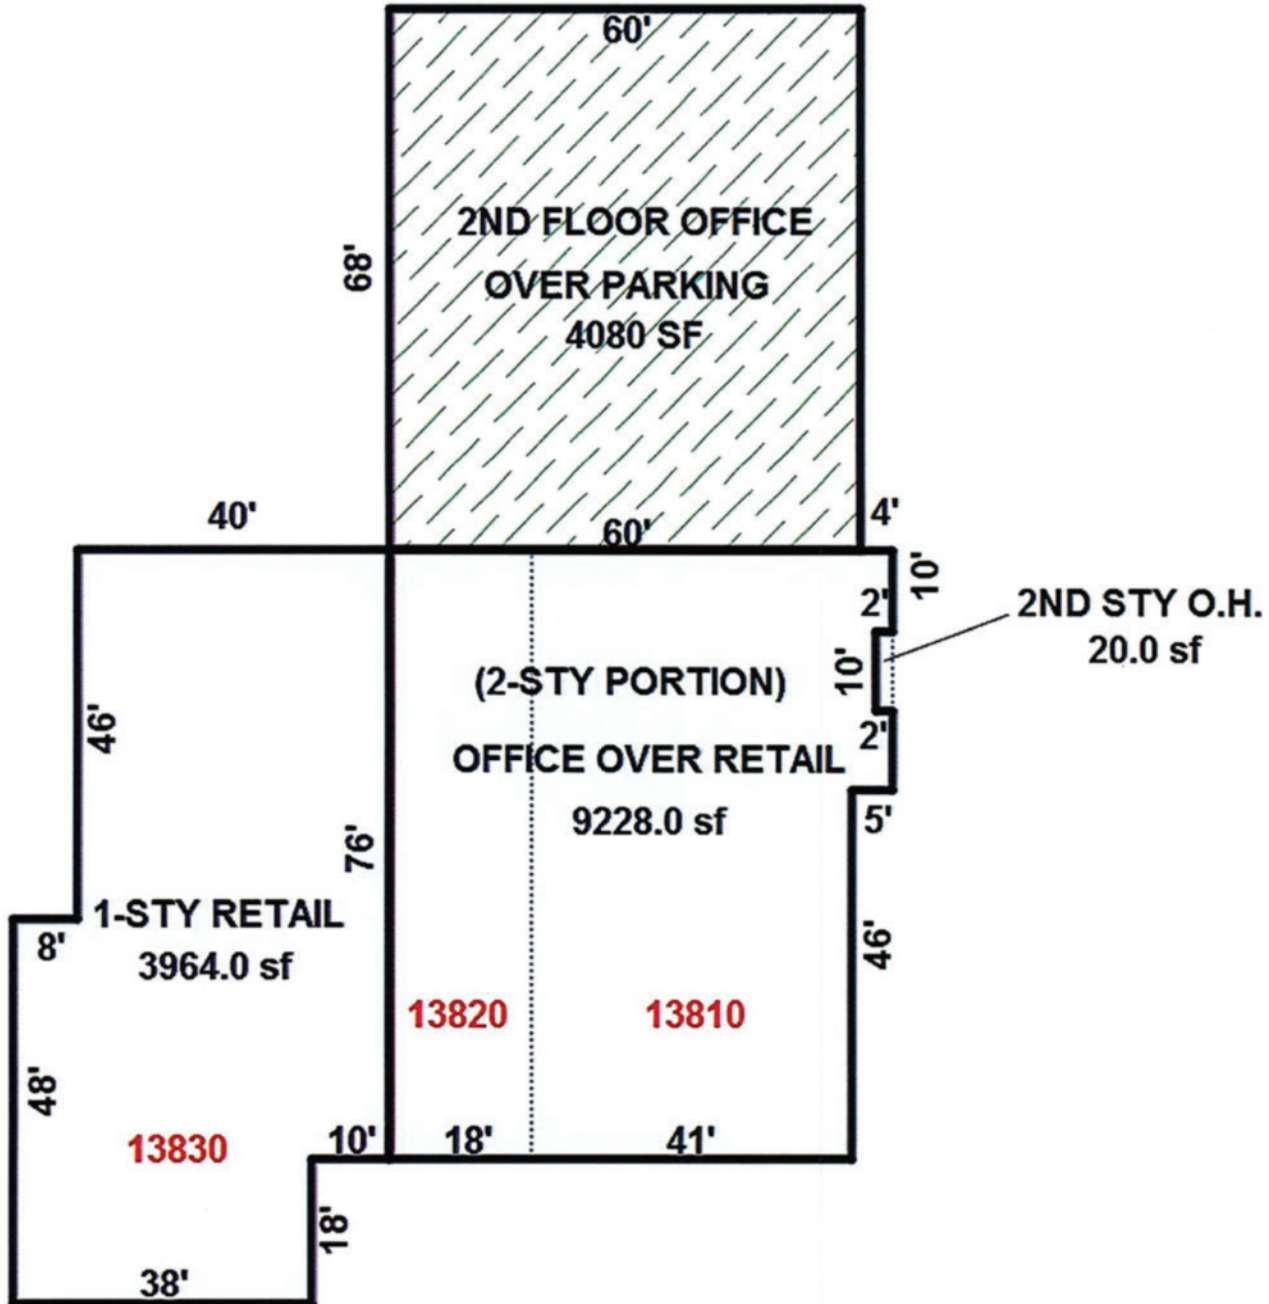 60'
2ND FLOOR OFFICE
OVER PARKING
4080 SF
68'
4'
40'
60'
10'
2'
2ND STY O.H.
20.0 sf
10'
(2-STY PORTION)
46'
2'
OFFICE OVER RETAIL
9228.0 sf
5'
76'
1-STY RETAIL
3964.0 sf
8'
46'
13820
13810
48'
13830
10'
18'
41'
18'
38'